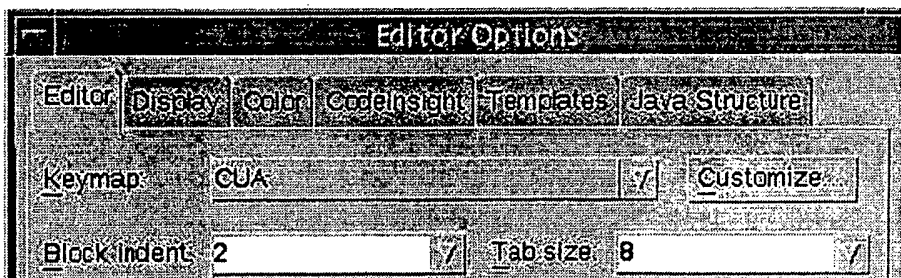 Editor Options
Editor Display Color CodeInsight Templates Java Structure
Keymap: CUA Customize...
Block indent: 2 Tab size: 8